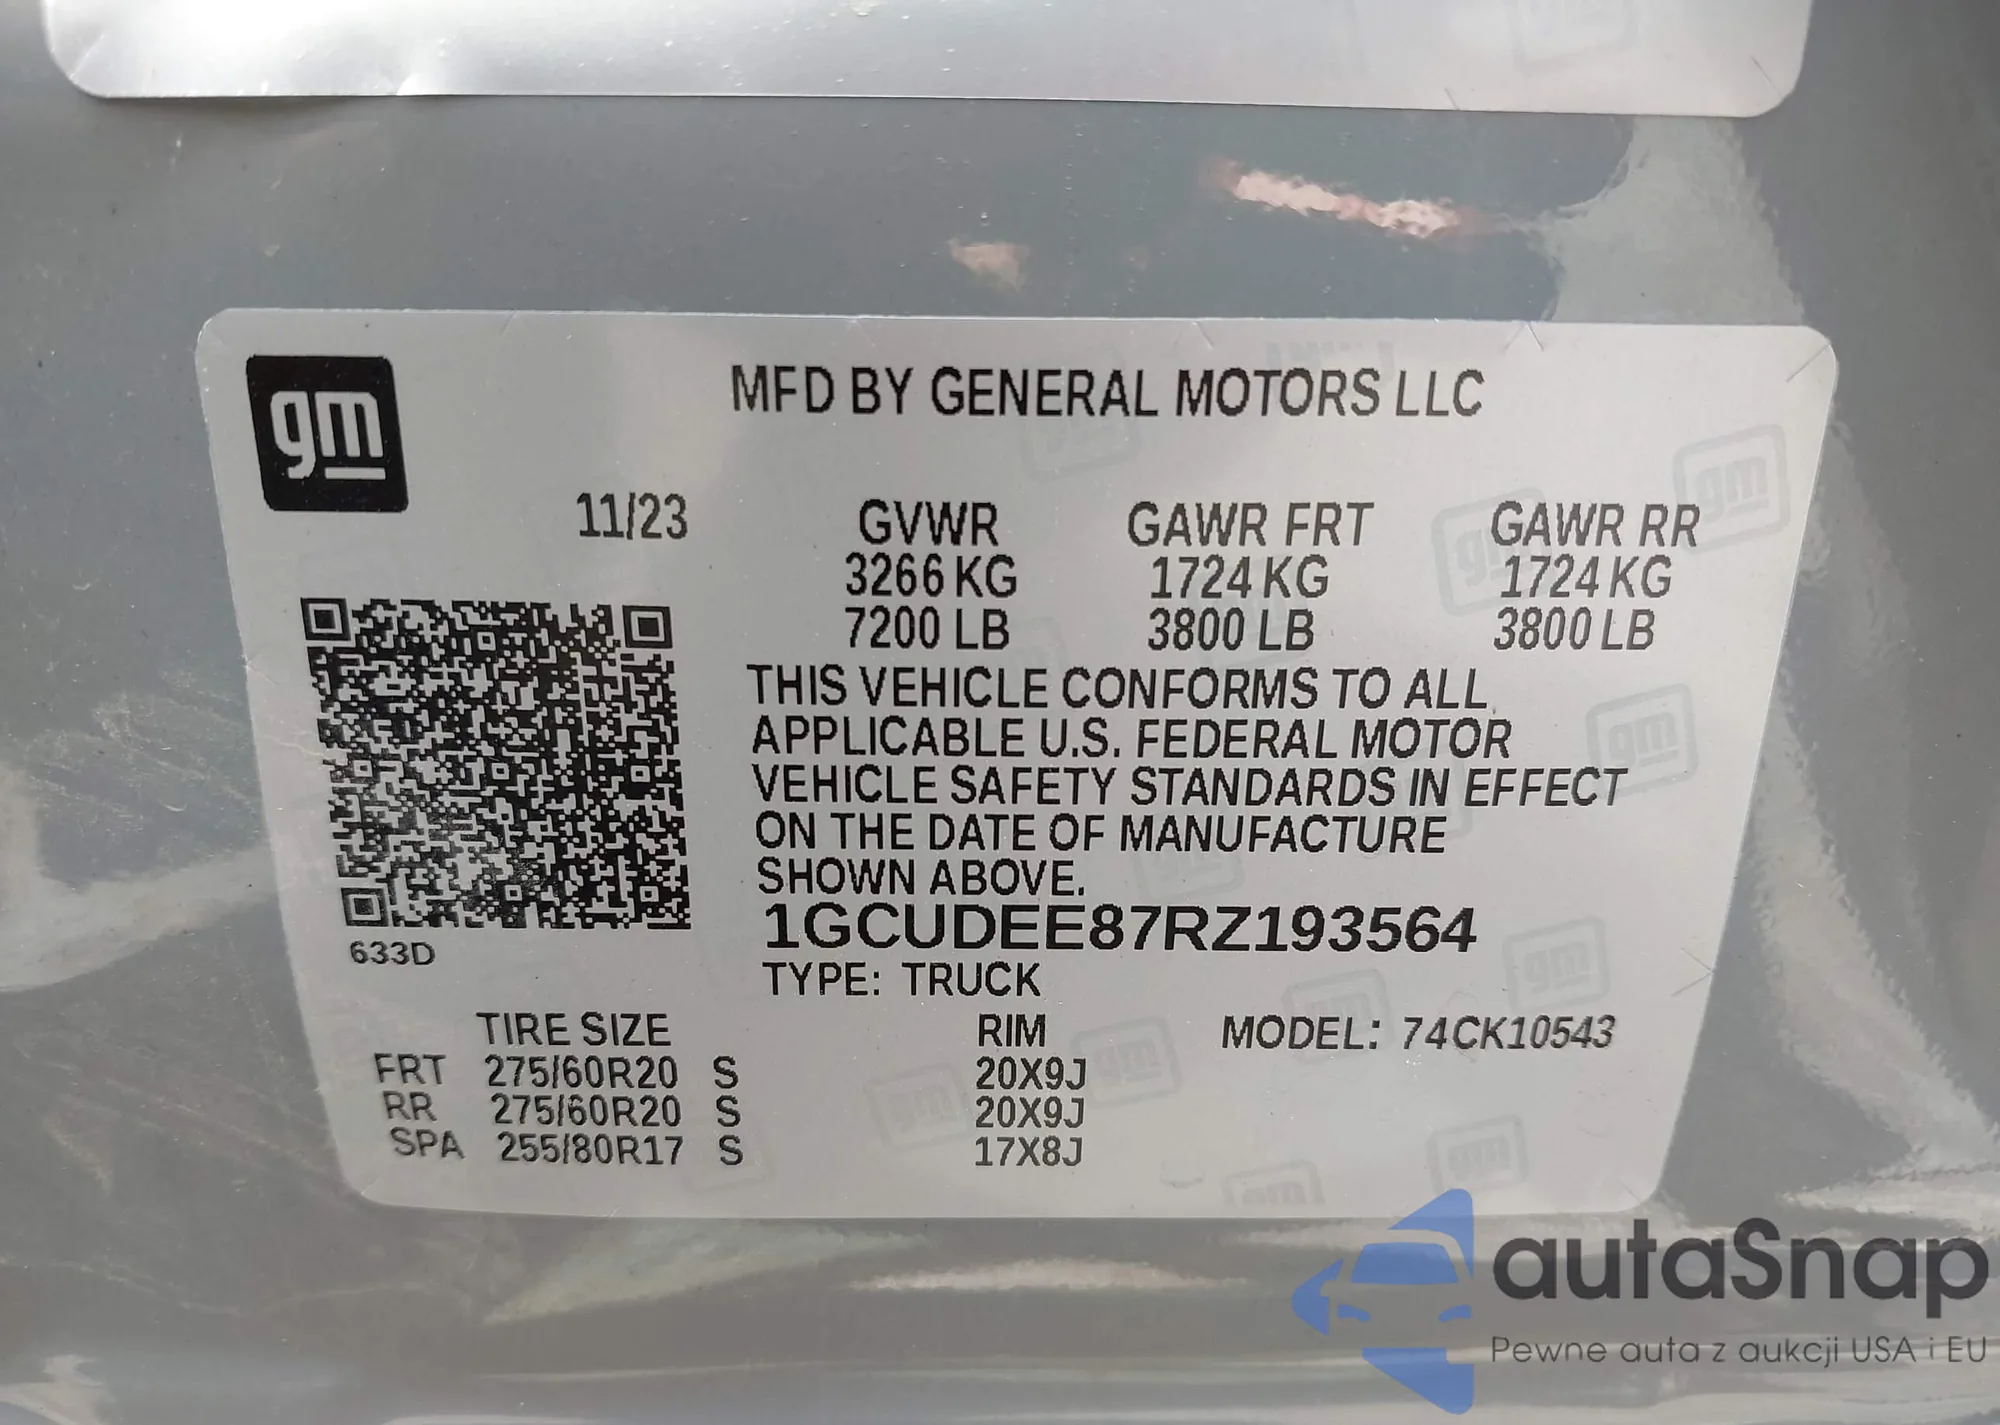 gm
MFD BY GENERAL MOTORS LLC
11/23
GVWR GAWR FRT GAWR RR
3266 KG 1724 KG 1724 KG
7200 LB 3800 LB 3800 LB
THIS VEHICLE CONFORMS TO ALL
APPLICABLE U.S. FEDERAL MOTOR
VEHICLE SAFETY STANDARDS IN EFFECT
ON THE DATE OF MANUFACTURE
SHOWN ABOVE.
1GCUDEE87RZ193564
633D
TYPE: TRUCK
TIRE SIZE RIM MODEL: 74CK10543
FRT 275/60R20 S 20X9J
RR 275/60R20 S 20X9J
SPA 255/80R17 S 17X8J
autaSnap
Pewne auta z aukcji USA i EU